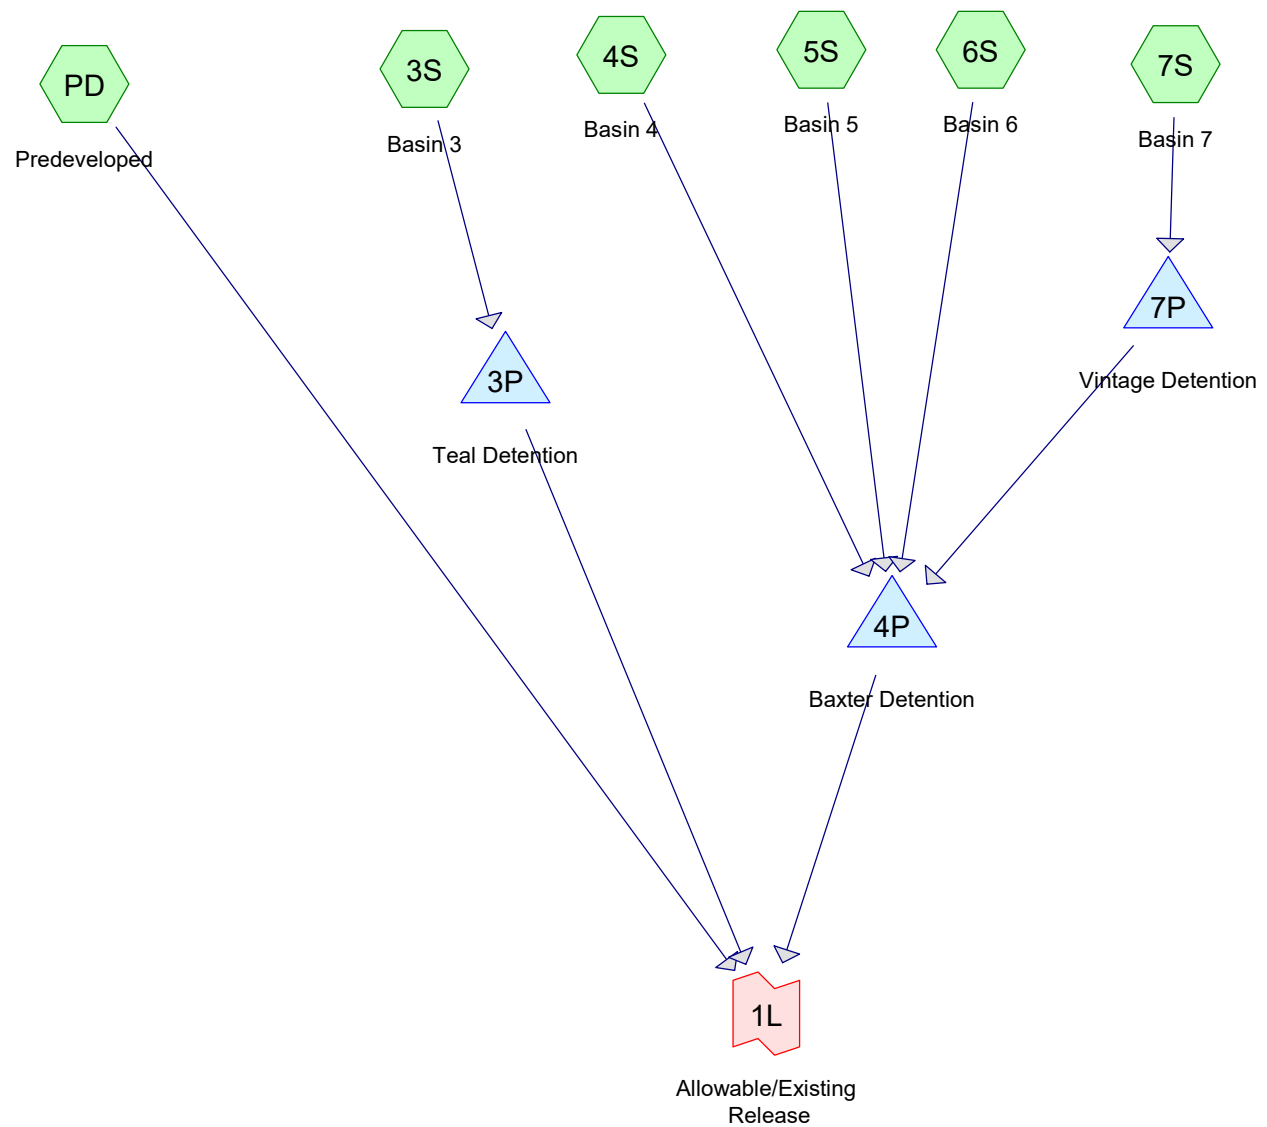 PD
Predeveloped
3S
Basin 3
4S
Basin 4
5S
Basin 5
6S
Basin 6
7S
Basin 7
7P
Vintage Detention
3P
Teal Detention
4P
Baxter Detention
1L
Allowable/Existing
Release